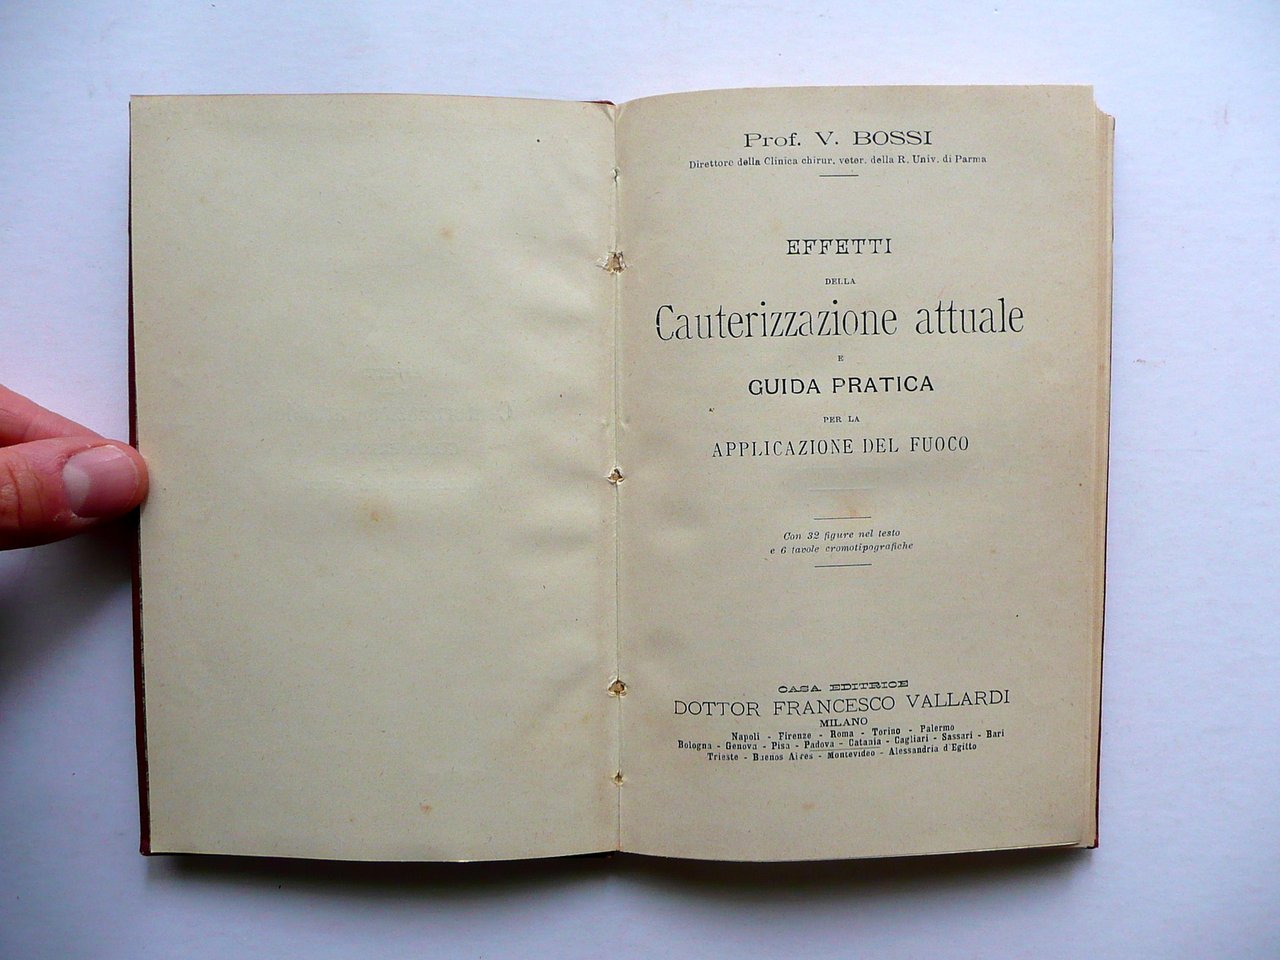 Prof. V. BOSSI
Direttore della Clinica chirur. veter. della R. Univ. di Parma
EFFETTI
DELLA
Cauterizzazione attuale
E
GUIDA PRATICA
PER LA
APPLICAZIONE DEL FUOCO
Con 32 figure nel testo
e 6 tavole cromotipografiche
CASA EDITRICE
DOTTOR FRANCESCO VALLARDI
MILANO
Napoli - Firenze - Roma - Torino - Palermo
Bologna - Genova - Pisa - Padova - Catania - Cagliari - Sassari - Bari
Trieste - Buenos Aires - Montevideo - Alessandria d'Egitto